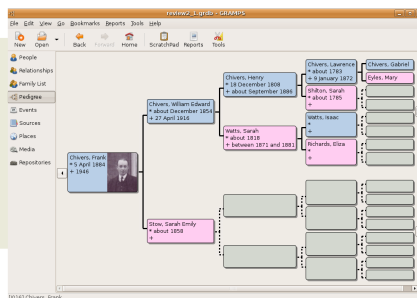 review2_1.grdb - GRAMPS
File Edit View Go Bookmarks Reports Tools Help
New Open Back Forward Home ScratchPad Reports Tools
People
Relationships
Family List
Pedigree
Events
Sources
Places
Media
Repositories
Chivers, Frank
* 5 April 1884
+ 1946
Chivers, William Edward
* about December 1854
+ 27 April 1916
Stow, Sarah Emily
* about 1858
+
Chivers, Henry
* 18 December 1808
+ about September 1886
Watts, Sarah
* about 1818
+ between 1871 and 1881
Chivers, Lawrence
* about 1783
+ 9 January 1872
Shilton, Sarah
* about 1785
+
Watts, Isaac
*
+
Richards, Eliza
*
+
Chivers, Gabriel
Eyles, Mary
[I0016] Chivers, Frank